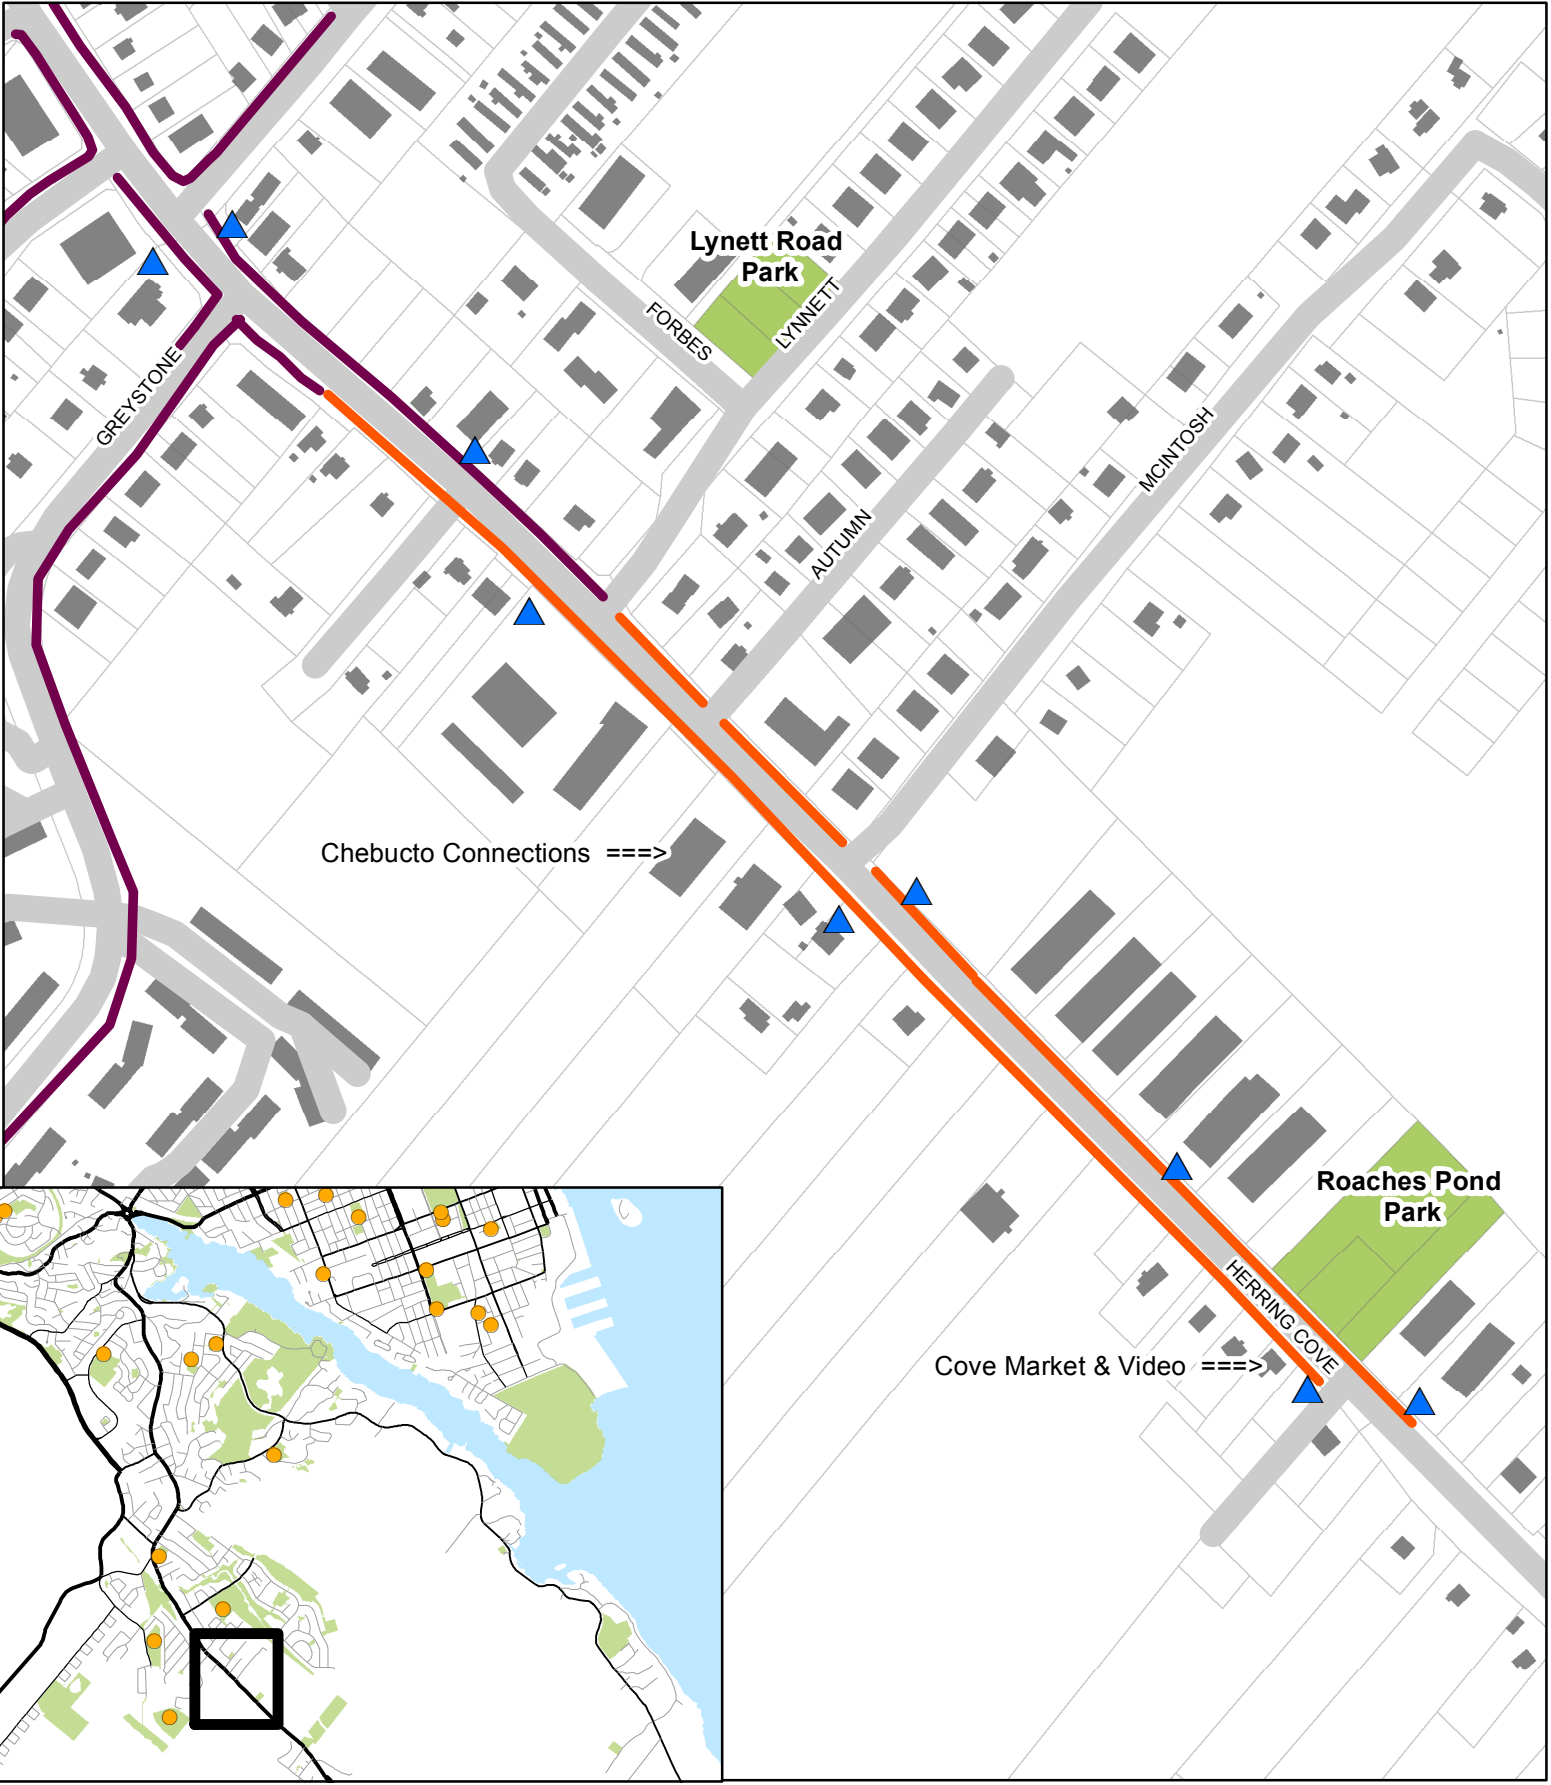 Lynett Road
Park
FORBES
LYNNETT
GREYSTONE
MCINTOSH
AUTUMN
Chebucto Connections ===>
Roaches Pond
Park
HERRING COVE
Cove Market & Video ===>